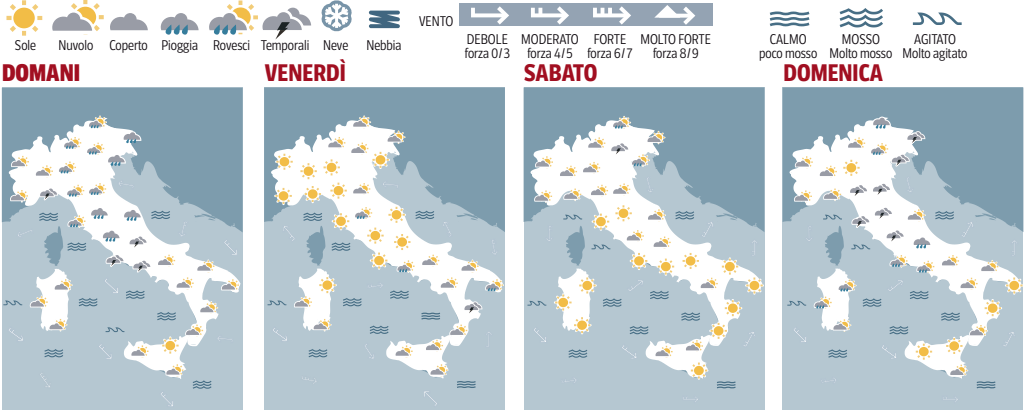 Sole Nuvolo Coperto Pioggia Rovesci Temporali Neve Nebbia
VENTO
DEBOLE
forza 0/3
MODERATO
forza 4/5
FORTE
forza 6/7
MOLTO FORTE
forza 8/9
CALMO
poco mosso
MOSSO
Molto mosso
AGITATO
Molto agitato
DOMANI
VENERDÌ
SABATO
DOMENICA